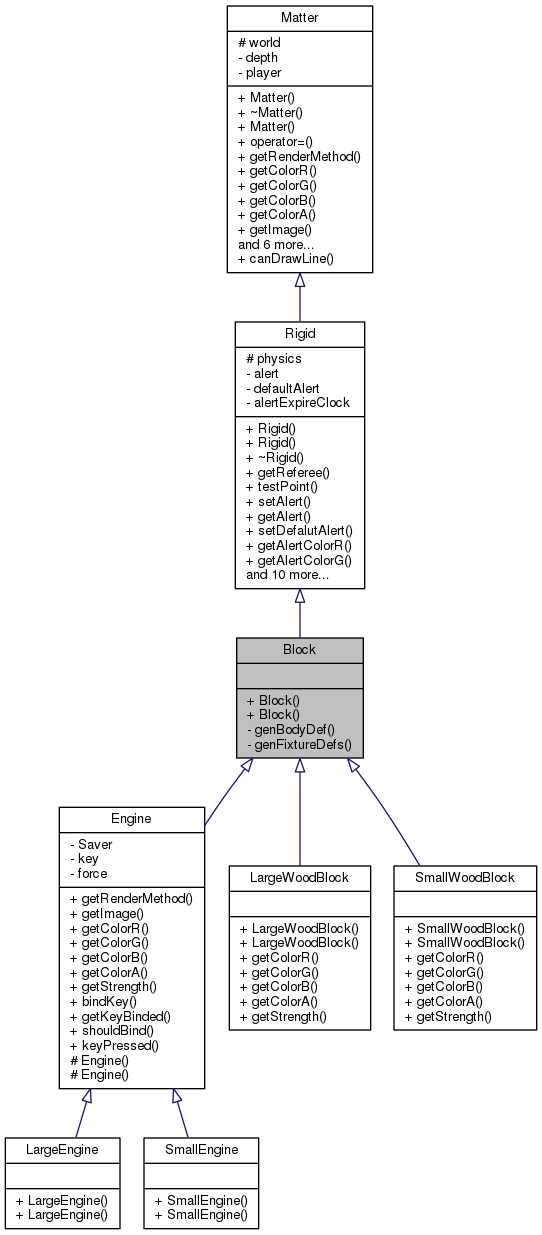 Matter
# world
- depth
- player
+ Matter()
+ ~Matter()
+ Matter()
+ operator=()
+ getRenderMethod()
+ getColorR()
+ getColorG()
+ getColorB()
+ getColorA()
+ getImage()
and 6 more...
+ canDrawLine()
Rigid
# physics
- alert
- defaultAlert
- alertExpireClock
+ Rigid()
+ Rigid()
+ ~Rigid()
+ getReferee()
+ testPoint()
+ setAlert()
+ getAlert()
+ setDefalutAlert()
+ getAlertColorR()
+ getAlertColorG()
and 10 more...
Block
+ Block()
+ Block()
- genBodyDef()
- genFixtureDefs()
Engine
- Saver
- key
- force
+ getRenderMethod()
+ getImage()
+ getColorR()
+ getColorG()
+ getColorB()
+ getColorA()
+ getStrength()
+ bindKey()
+ getKeyBinded()
+ shouldBind()
+ keyPressed()
# Engine()
# Engine()
LargeWoodBlock
+ LargeWoodBlock()
+ LargeWoodBlock()
+ getColorR()
+ getColorG()
+ getColorB()
+ getColorA()
+ getStrength()
SmallWoodBlock
+ SmallWoodBlock()
+ SmallWoodBlock()
+ getColorR()
+ getColorG()
+ getColorB()
+ getColorA()
+ getStrength()
LargeEngine
+ LargeEngine()
+ LargeEngine()
SmallEngine
+ SmallEngine()
+ SmallEngine()